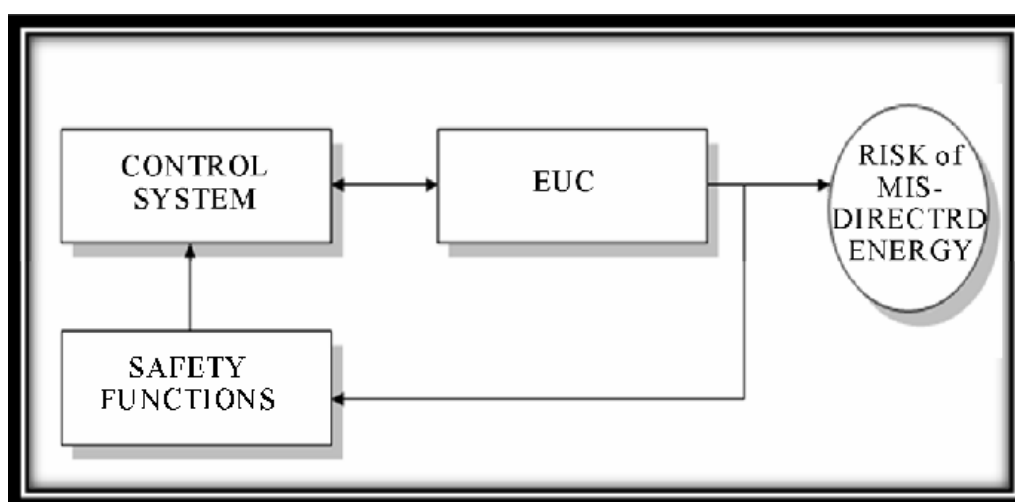 CONTROL
SYSTEM
EUC
RISK of
MIS-
DIRECTRD
ENERGY
SAFETY
FUNCTIONS